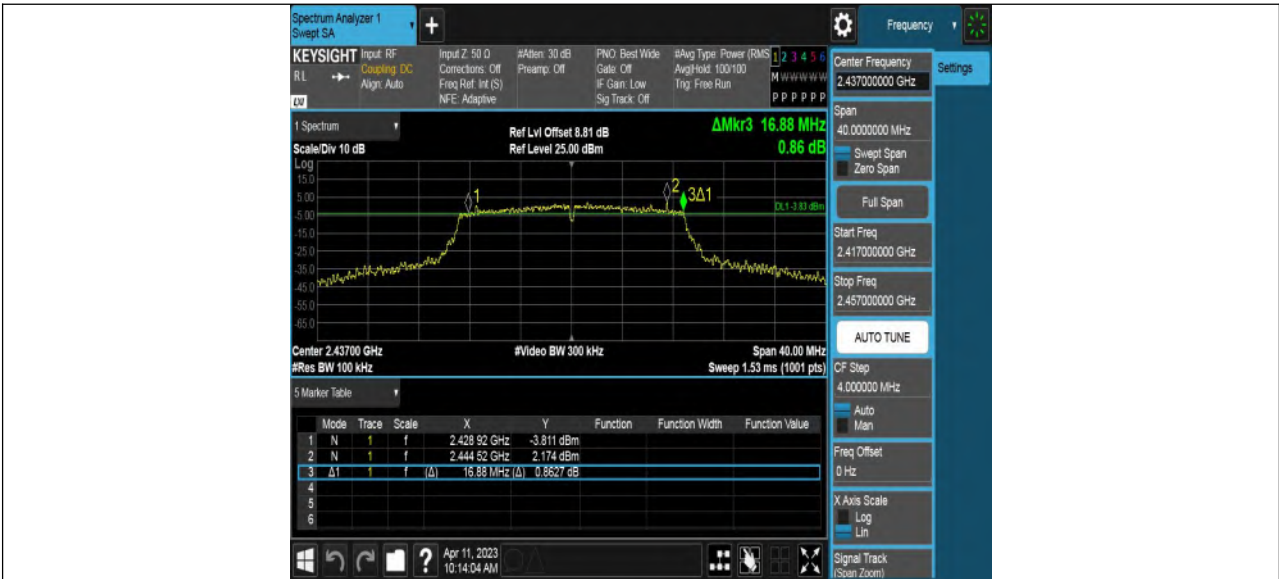 Spectrum Analyzer 1
Swept SA
+
Frequency
KEYSIGHT
RL
LXI
Input: RF
Coupling: DC
Align: Auto
Input Z: 50 Ω
Corrections: Off
Freq Ref: Int (S)
NFE: Adaptive
#Atten: 30 dB
Preamp: Off
PNO: Best Wide
Gate: Off
IF Gain: Low
Sig Track: Off
#Avg Type: Power (RMS
Avg|Hold: 100/100
Trig: Free Run
1 2 3 4 5 6
M W W W W W
P P P P P P
Center Frequency
2.437000000 GHz
Settings
Span
40.0000000 MHz
Swept Span
Zero Span
Full Span
Start Freq
2.417000000 GHz
Stop Freq
2.457000000 GHz
AUTO TUNE
CF Step
4.000000 MHz
Auto
Man
Freq Offset
0 Hz
X Axis Scale
Log
Lin
Signal Track
(Span Zoom)
1 Spectrum
Scale/Div 10 dB
Ref Lvl Offset 8.81 dB
Ref Level 25.00 dBm
ΔMkr3 16.88 MHz
0.86 dB
Log
15.0
5.00
-5.00
-15.0
-25.0
-35.0
-45.0
-55.0
-65.0
1
2
3Δ1
DL1 -3.83 dBm
Center 2.43700 GHz
#Res BW 100 kHz
#Video BW 300 kHz
Span 40.00 MHz
Sweep 1.53 ms (1001 pts)
5 Marker Table
Mode Trace Scale X Y Function Function Width Function Value
1 N 1 f 2.428 92 GHz -3.811 dBm
2 N 1 f 2.444 52 GHz 2.174 dBm
3 Δ1 1 f (Δ) 16.88 MHz (Δ) 0.8627 dB
4
5
6
?
Apr 11, 2023
10:14:04 AM